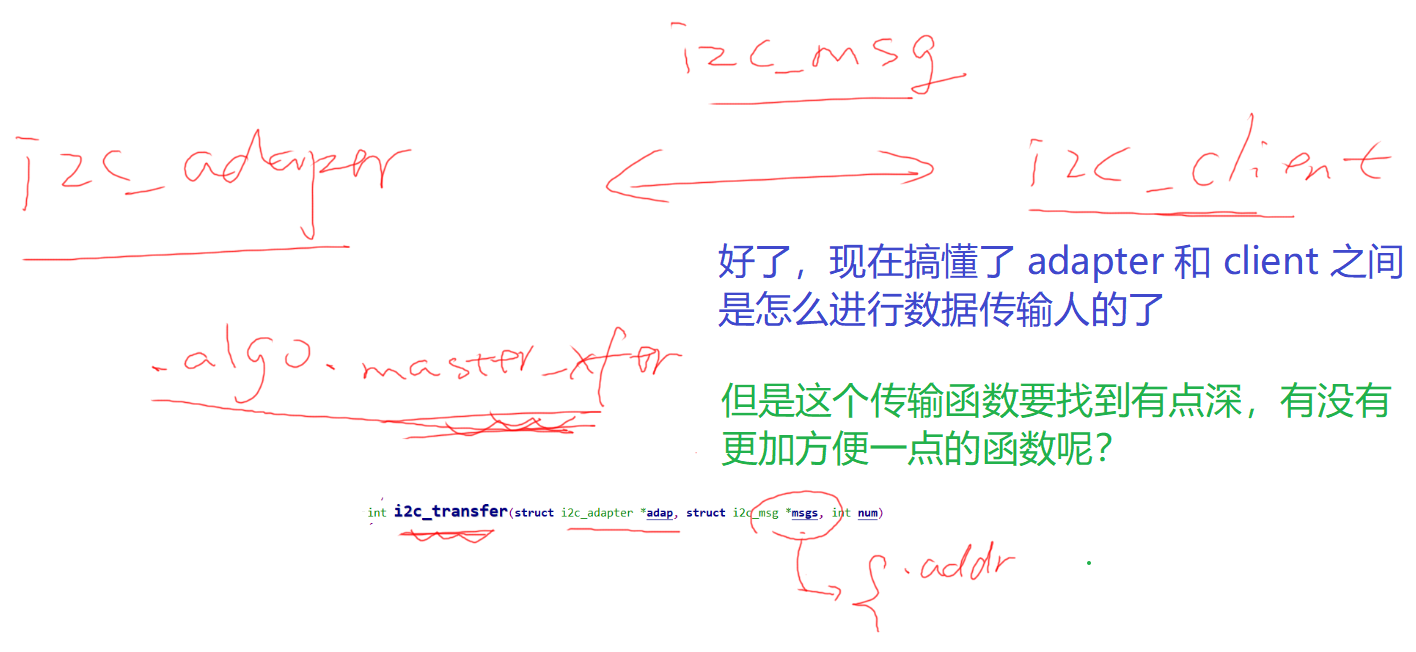 i2c_msg
i2c_adapter
i2c_client
好了，现在搞懂了 adapter 和 client 之间
是怎么进行数据传输人的了
.algo.master_xfer
但是这个传输函数要找到有点深，有没有
更加方便一点的函数呢？
int i2c_transfer(struct i2c_adapter *adap, struct i2c_msg *msgs, int num)
{ .addr